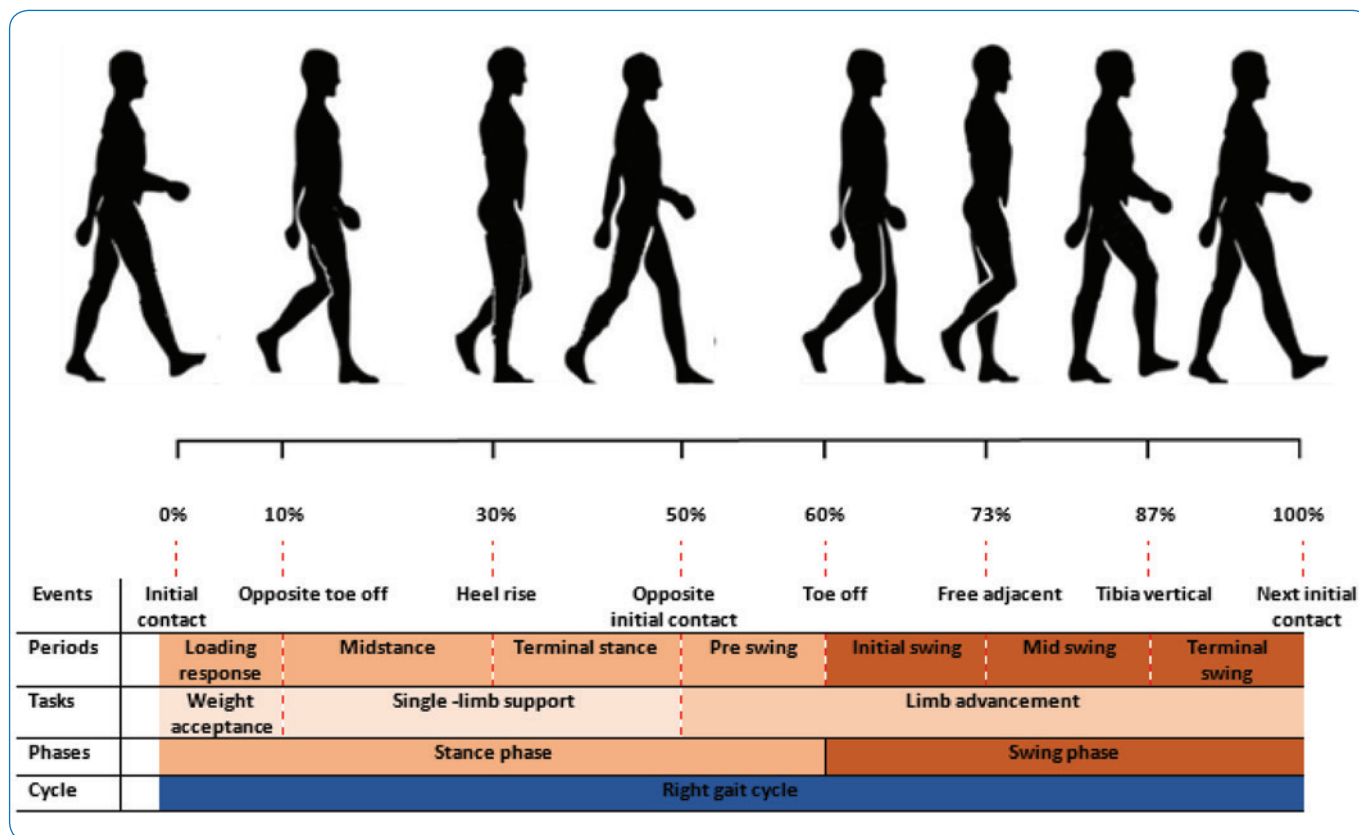 0% 10% 30% 50% 60% 73% 87% 100%
Events Initial Opposite toe off Heel rise Opposite Toe off Free adjacent Tibia vertical Next initial
contact initial contact contact
Periods Loading Midstance Terminal stance Pre swing Initial swing Mid swing Terminal
response swing
Tasks Weight Single -limb support Limb advancement
acceptance
Phases Stance phase Swing phase
Cycle Right gait cycle